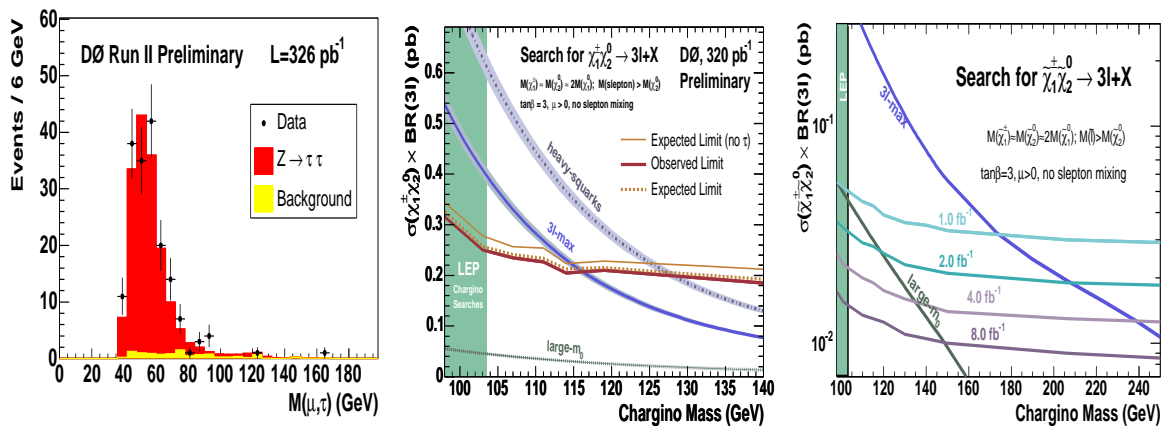 DØ Run II Preliminary L=326 pb⁻¹
Data
Z→ττ
Background
Events / 6 GeV
60
50
40
30
20
10
0
0 20 40 60 80 100 120 140 160 180
M(μ,τ) (GeV)
Search for χ̃₁±χ̃₂⁰→ 3l+X DØ, 320 pb⁻¹
Preliminary
M(χ̃₁±)≈M(χ̃₂⁰)≈2M(χ̃₁⁰); M(slepton)>M(χ̃₂⁰)
tanβ=3, μ>0, no slepton mixing
Expected Limit (no τ)
Observed Limit
Expected Limit
heavy-squarks
3l-max
LEP
Chargino
Searches
large-m₀
σ(χ̃₁±χ̃₂⁰) × BR(3l) (pb)
0.6
0.5
0.4
0.3
0.2
0.1
0
100 105 110 115 120 125 130 135 140
Chargino Mass (GeV)
Search for χ̃₁±χ̃₂⁰→ 3l+X
LEP
3l-max
M(χ̃₁±)≈M(χ̃₂⁰)≈2M(χ̃₁⁰); M(l̃)>M(χ̃₂⁰)
tanβ=3, μ>0, no slepton mixing
1.0 fb⁻¹
2.0 fb⁻¹
4.0 fb⁻¹
8.0 fb⁻¹
large-m₀
σ(χ̃₁±χ̃₂⁰) × BR(3l) (pb)
10⁻¹
10⁻²
100 120 140 160 180 200 220 240
Chargino Mass (GeV)